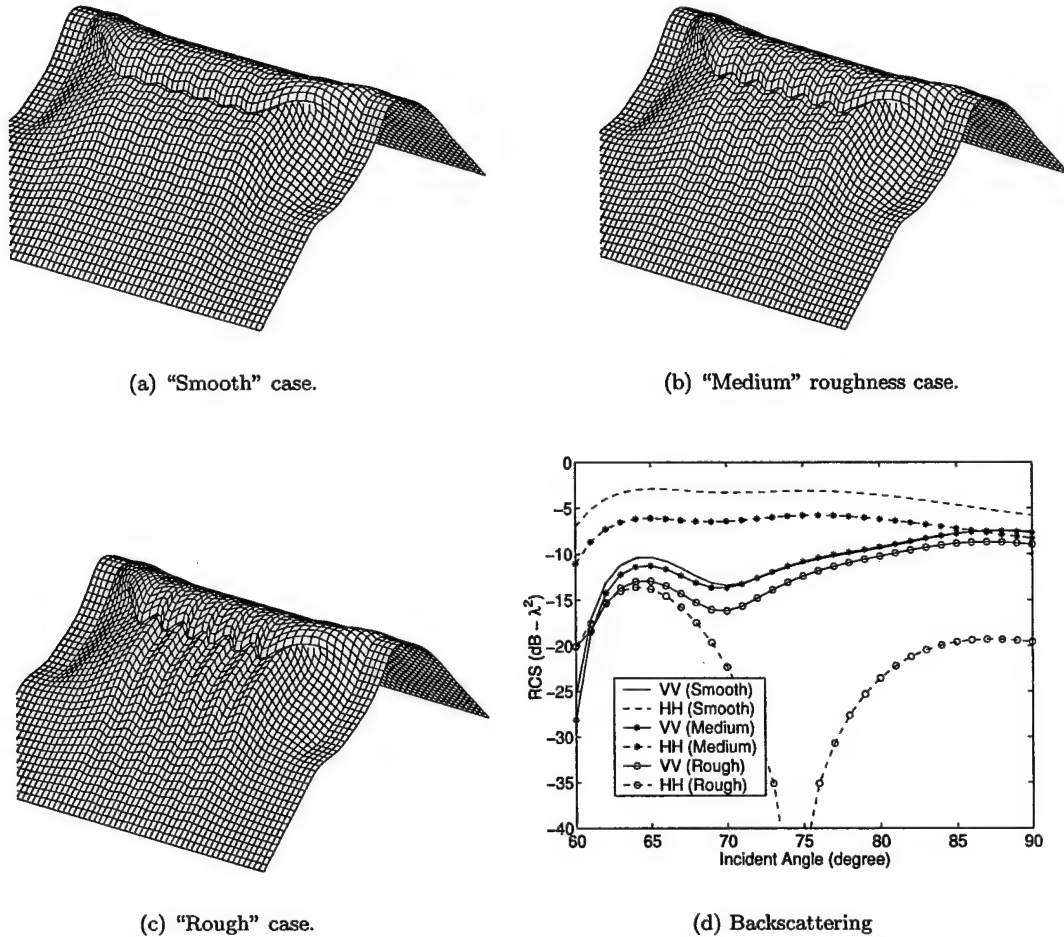 (a) “Smooth” case.
(b) “Medium” roughness case.
0
−5
−10
−15
−20
−25
−30
−35
−40
RCS (dB − λ²)
VV (Smooth)
HH (Smooth)
VV (Medium)
HH (Medium)
VV (Rough)
HH (Rough)
60 65 70 75 80 85 90
Incident Angle (degree)
(c) “Rough” case.
(d) Backscattering